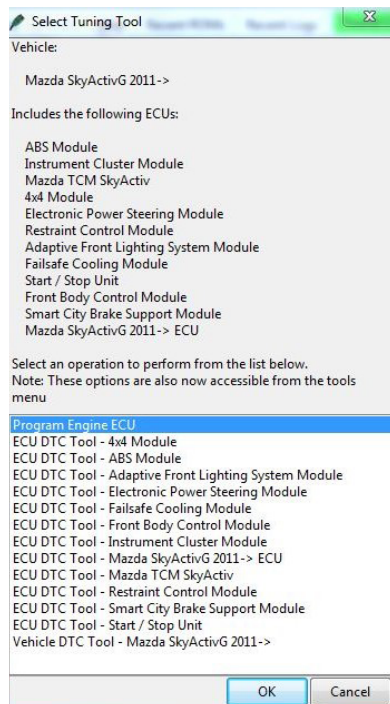 Select Tuning Tool
Vehicle:
Mazda SkyActivG 2011->
Includes the following ECUs:
ABS Module
Instrument Cluster Module
Mazda TCM SkyActiv
4x4 Module
Electronic Power Steering Module
Restraint Control Module
Adaptive Front Lighting System Module
Failsafe Cooling Module
Start / Stop Unit
Front Body Control Module
Smart City Brake Support Module
Mazda SkyActivG 2011-> ECU
Select an operation to perform from the list below.
Note: These options are also now accessible from the tools
menu
Program Engine ECU
ECU DTC Tool - 4x4 Module
ECU DTC Tool - ABS Module
ECU DTC Tool - Adaptive Front Lighting System Module
ECU DTC Tool - Electronic Power Steering Module
ECU DTC Tool - Failsafe Cooling Module
ECU DTC Tool - Front Body Control Module
ECU DTC Tool - Instrument Cluster Module
ECU DTC Tool - Mazda SkyActivG 2011-> ECU
ECU DTC Tool - Mazda TCM SkyActiv
ECU DTC Tool - Restraint Control Module
ECU DTC Tool - Smart City Brake Support Module
ECU DTC Tool - Start / Stop Unit
Vehicle DTC Tool - Mazda SkyActivG 2011->
OK Cancel